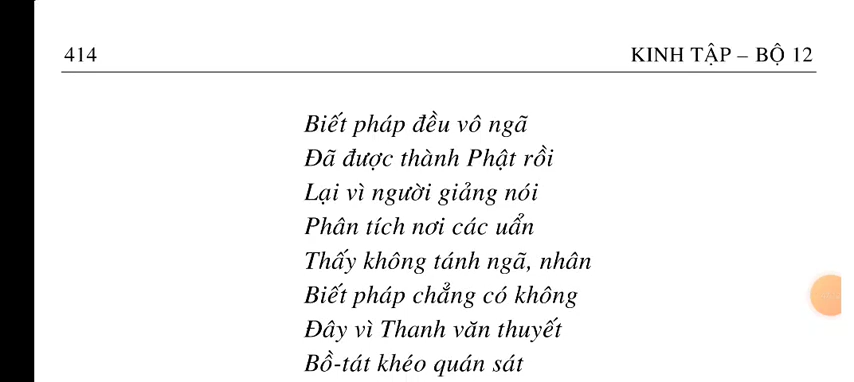 414
KINH TẬP – BỘ 12
Biết pháp đều vô ngã
Đã được thành Phật rồi
Lại vì người giảng nói
Phân tích nơi các uẩn
Thấy không tánh ngã, nhân
Biết pháp chẳng có không
Đây vì Thanh văn thuyết
Bồ-tát khéo quán sát